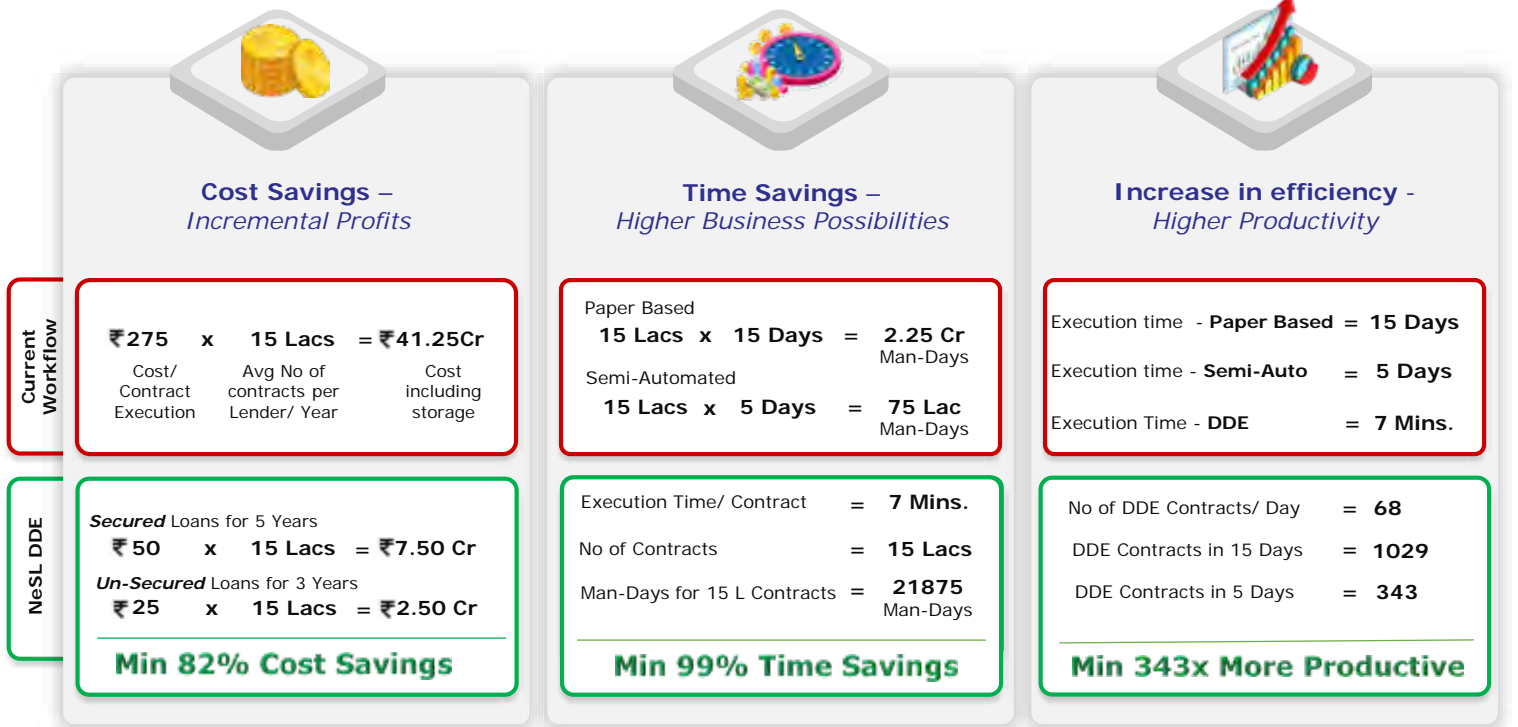 Cost Savings –
Incremental Profits
Current
Workflow
₹275 x 15 Lacs = ₹41.25Cr
Cost/
Contract
Execution
Avg No of
contracts per
Lender/ Year
Cost
including
storage
NeSL DDE
Secured Loans for 5 Years
₹50 x 15 Lacs = ₹7.50 Cr
Un-Secured Loans for 3 Years
₹25 x 15 Lacs = ₹2.50 Cr
Min 82% Cost Savings
Time Savings –
Higher Business Possibilities
Paper Based
15 Lacs x 15 Days = 2.25 Cr
Man-Days
Semi-Automated
15 Lacs x 5 Days = 75 Lac
Man-Days
Execution Time/ Contract = 7 Mins.
No of Contracts = 15 Lacs
Man-Days for 15 L Contracts = 21875
Man-Days
Min 99% Time Savings
Increase in efficiency -
Higher Productivity
Execution time - Paper Based = 15 Days
Execution time - Semi-Auto = 5 Days
Execution Time - DDE = 7 Mins.
No of DDE Contracts/ Day = 68
DDE Contracts in 15 Days = 1029
DDE Contracts in 5 Days = 343
Min 343x More Productive